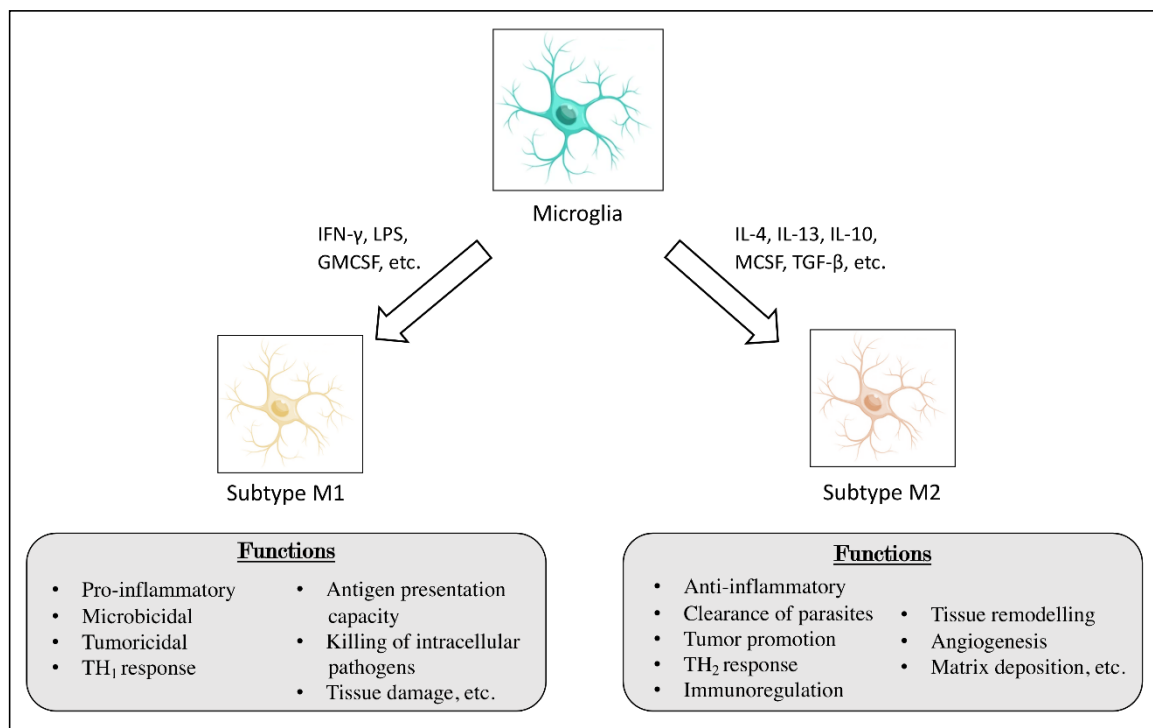 Microglia
IFN-γ, LPS,
GMCSF, etc.
IL-4, IL-13, IL-10,
MCSF, TGF-β, etc.
Subtype M1
Subtype M2
Functions
• Pro-inflammatory
• Microbicidal
• Tumoricidal
• TH₁ response
• Antigen presentation
capacity
• Killing of intracellular
pathogens
• Tissue damage, etc.
Functions
• Anti-inflammatory
• Clearance of parasites
• Tumor promotion
• TH₂ response
• Immunoregulation
• Tissue remodelling
• Angiogenesis
• Matrix deposition, etc.